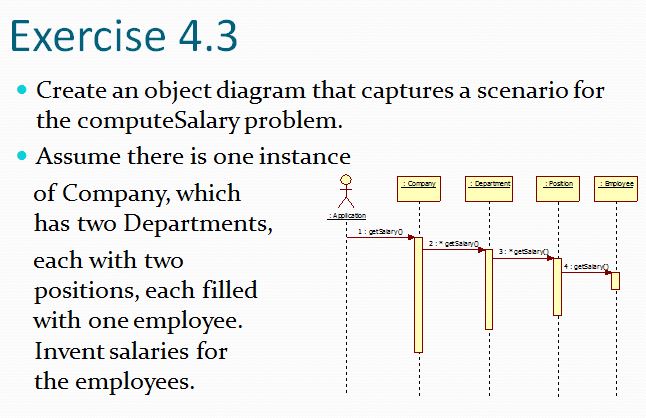 Exercise 4.3
Create an object diagram that captures a scenario for
the computeSalary problem.
Assume there is one instance
of Company, which
has two Departments,
each with two
positions, each filled
with one employee.
Invent salaries for
the employees.
: Application
: Company
: Department
: Position
: Employee
1 : getSalary()
2 : * getSalary()
3 : * getSalary()
4 : getSalary()